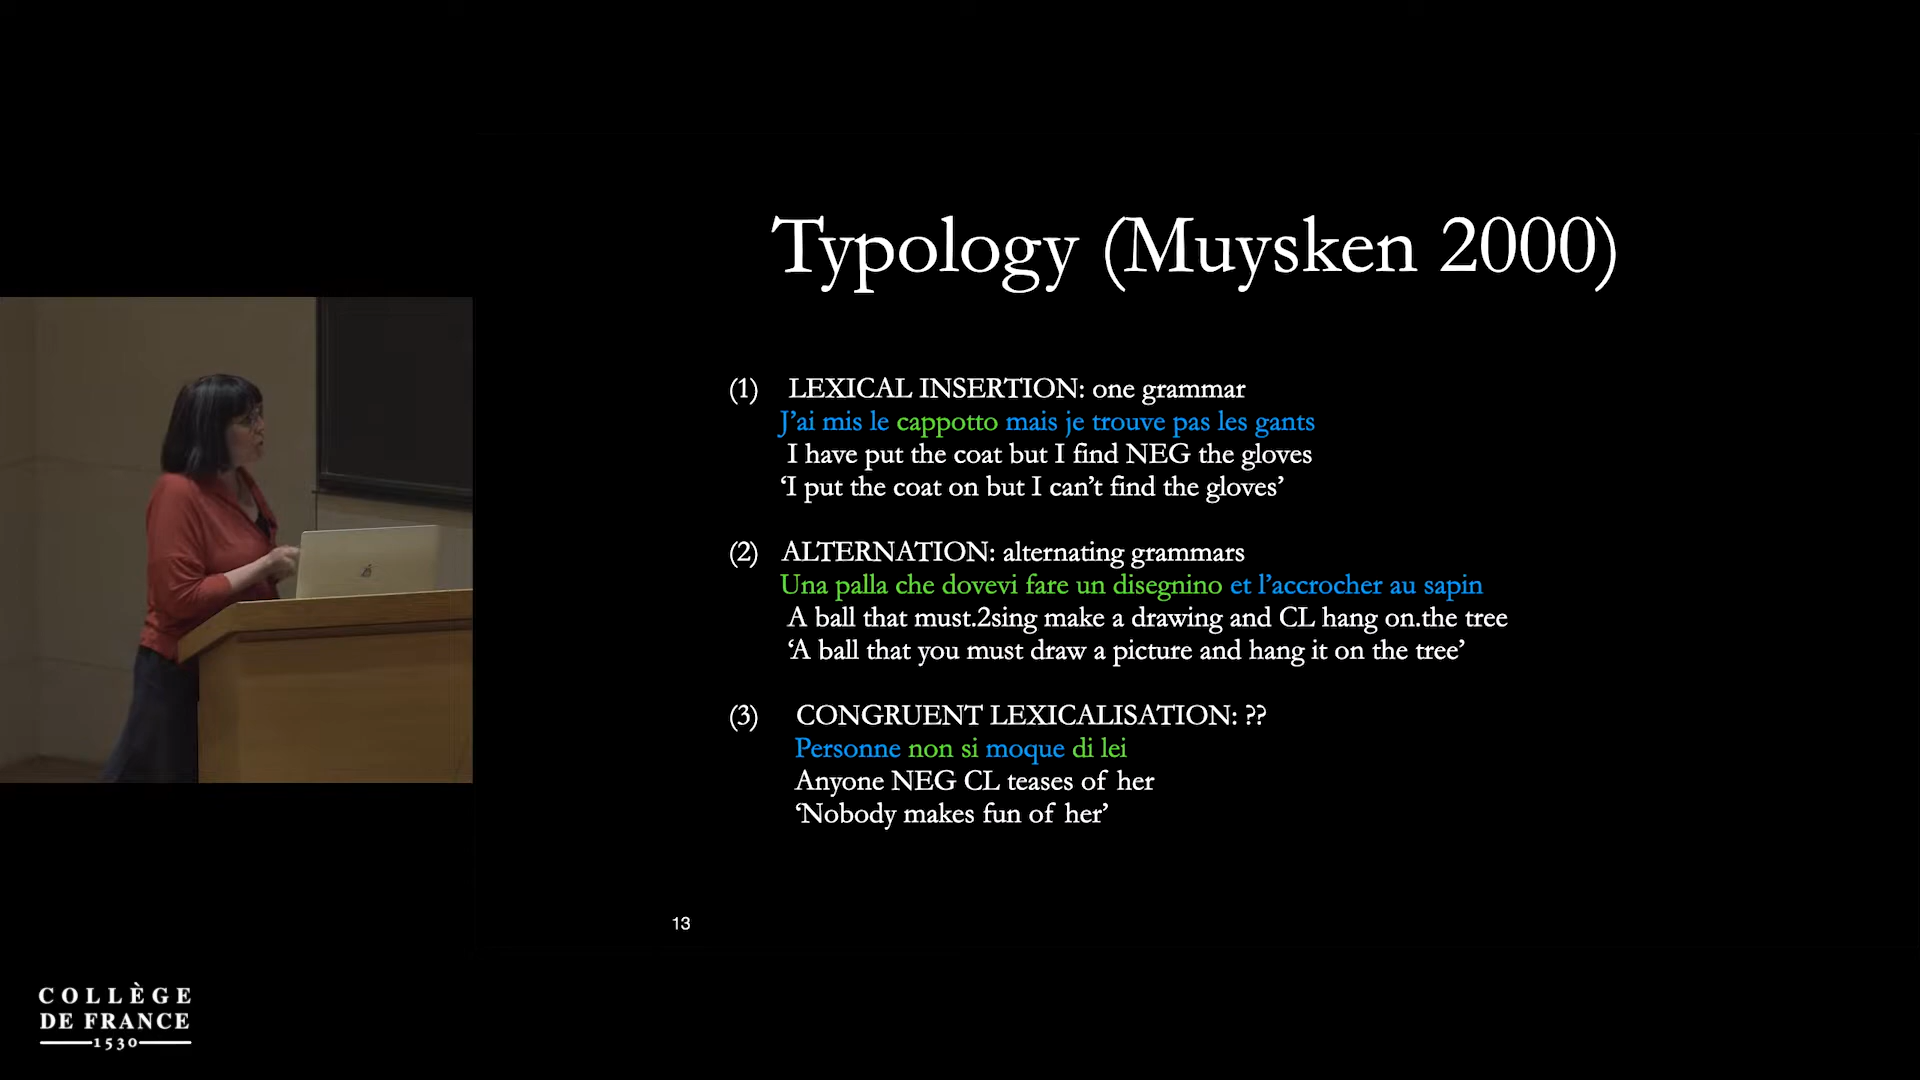 Typology (Muysken 2000)
(1) LEXICAL INSERTION: one grammar
J’ai mis le cappotto mais je trouve pas les gants
I have put the coat but I find NEG the gloves
‘I put the coat on but I can’t find the gloves’
(2) ALTERNATION: alternating grammars
Una palla che dovevi fare un disegnino et l’accrocher au sapin
A ball that must.2sing make a drawing and CL hang on.the tree
‘A ball that you must draw a picture and hang it on the tree’
(3) CONGRUENT LEXICALISATION: ??
Personne non si moque di lei
Anyone NEG CL teases of her
‘Nobody makes fun of her’
13
COLLÈGE
DE FRANCE
1530